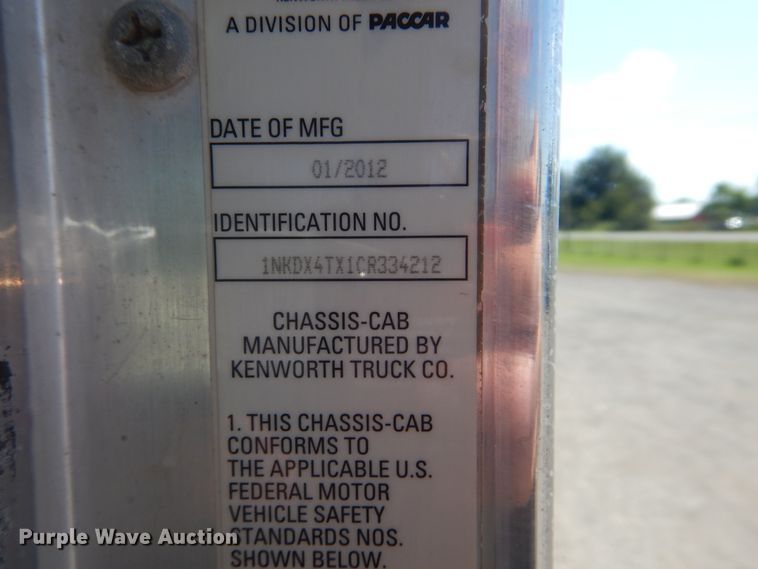 A DIVISION OF PACCAR
DATE OF MFG
01/2012
IDENTIFICATION NO.
1NKDX4TX1CR334212
CHASSIS-CAB
MANUFACTURED BY
KENWORTH TRUCK CO.
1. THIS CHASSIS-CAB
CONFORMS TO
THE APPLICABLE U.S.
FEDERAL MOTOR
VEHICLE SAFETY
STANDARDS NOS.
SHOWN BELOW.
Purple Wave Auction®